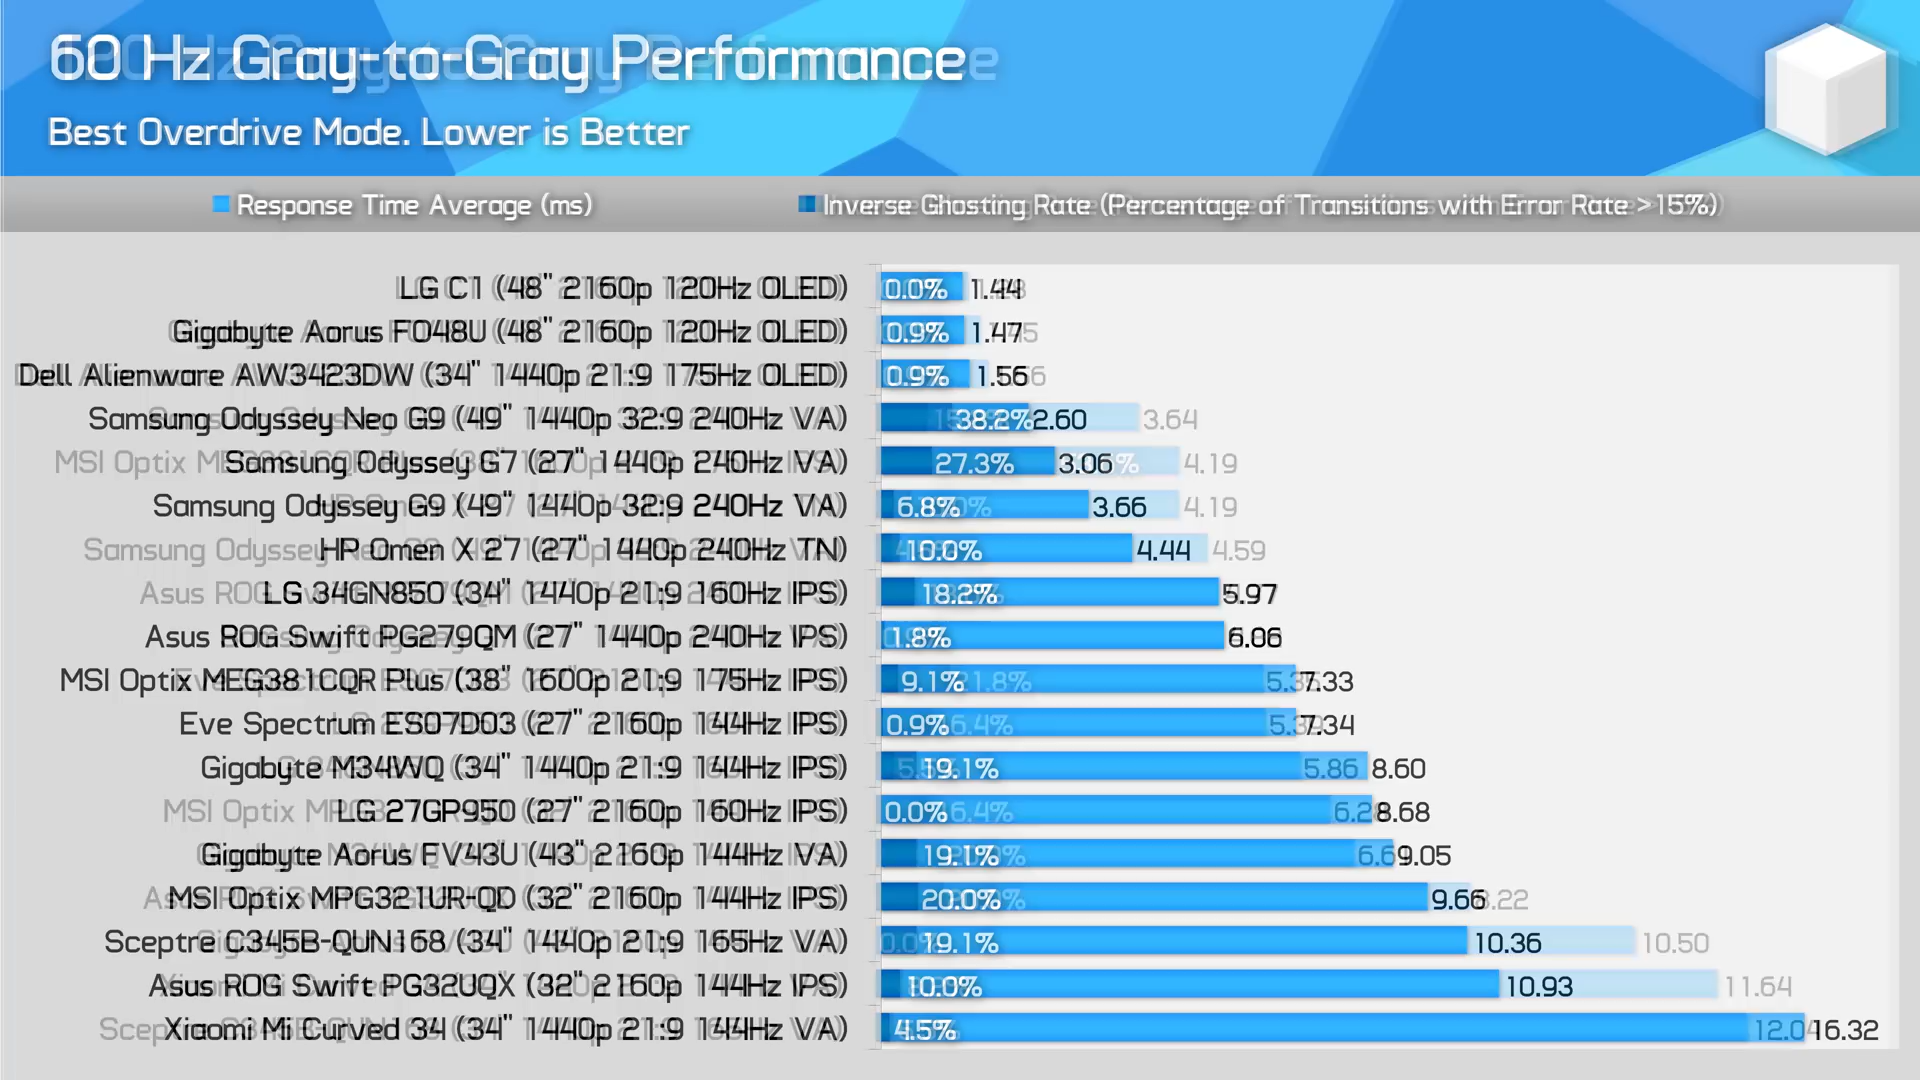 60 Hz Gray-to-Gray Performance
Best Overdrive Mode. Lower is Better
Response Time Average (ms) Inverse Ghosting Rate (Percentage of Transitions with Error Rate >15%)
LG C1 (48" 2160p 120Hz OLED) 0.0% 1.44
Gigabyte Aorus FO48U (48" 2160p 120Hz OLED) 0.9% 1.47
Dell Alienware AW3423DW (34" 1440p 21:9 175Hz OLED) 0.9% 1.56
Samsung Odyssey Neo G9 (49" 1440p 32:9 240Hz VA) 38.2% 2.60 3.64
Samsung Odyssey G7 (27" 1440p 240Hz VA) 27.3% 3.06 4.19
Samsung Odyssey G9 (49" 1440p 32:9 240Hz VA) 6.8% 3.66 4.19
HP Omen X 27 (27" 1440p 240Hz TN) 10.0% 4.44 4.59
LG 34GN850 (34" 1440p 21:9 160Hz IPS) 18.2% 5.97
Asus ROG Swift PG279QM (27" 1440p 240Hz IPS) 1.8% 6.06
MSI Optix MEG381CQR Plus (38" 1600p 21:9 175Hz IPS) 9.1% 21.8% 7.33
Eve Spectrum ES07D03 (27" 2160p 144Hz IPS) 0.9% 7.34
Gigabyte M34WQ (34" 1440p 21:9 144Hz IPS) 19.1% 5.86 8.60
LG 27GP950 (27" 2160p 160Hz IPS) 0.0% 8.68
Gigabyte Aorus FV43U (43" 2160p 144Hz VA) 19.1% 9.05
MSI Optix MPG321UR-QD (32" 2160p 144Hz IPS) 20.0% 9.66
Sceptre C345B-QUN168 (34" 1440p 21:9 165Hz VA) 19.1% 10.36 10.50
Asus ROG Swift PG32UQX (32" 2160p 144Hz IPS) 10.0% 10.93 11.64
Xiaomi Mi Curved 34 (34" 1440p 21:9 144Hz VA) 4.5% 16.32